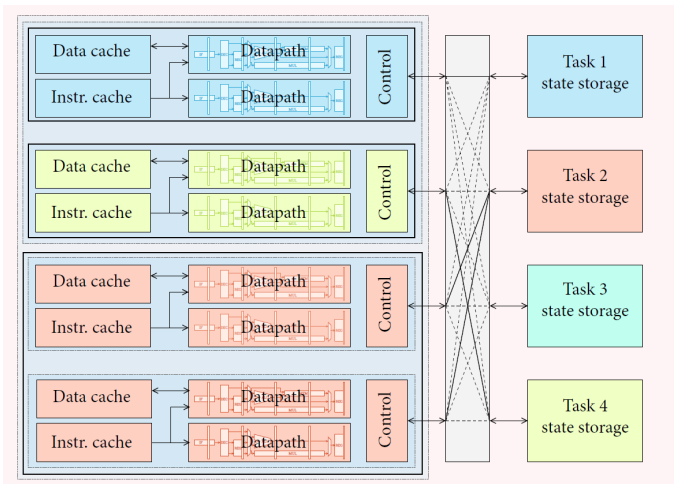 Data cache
Datapath
Instr. cache
Datapath
Control
Task 1
state storage
Data cache
Datapath
Instr. cache
Datapath
Control
Task 2
state storage
Data cache
Datapath
Instr. cache
Datapath
Control
Task 3
state storage
Data cache
Datapath
Instr. cache
Datapath
Control
Task 4
state storage